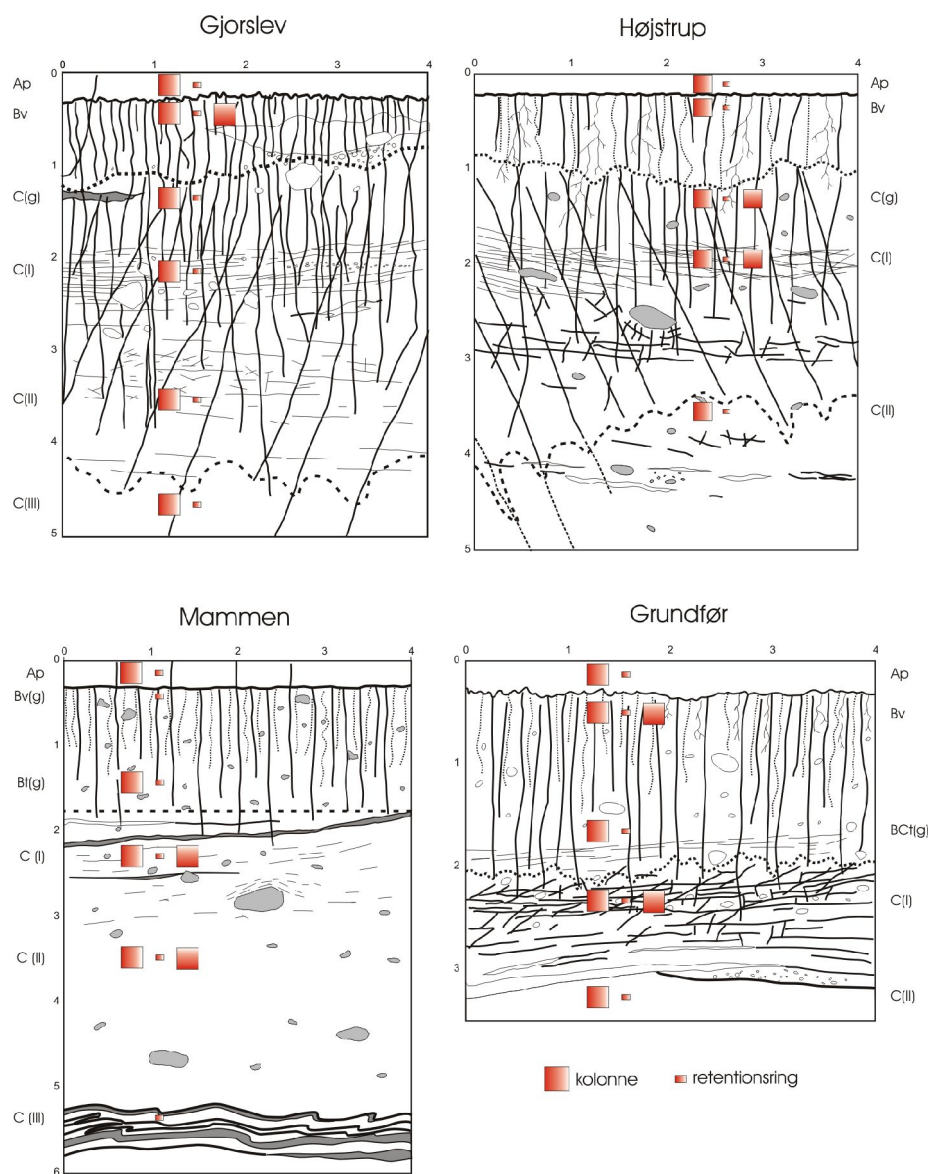 Gjorslev
0 1 2 3 4
Ap
Bv
1
C(g)
2
C(I)
3
C(II)
4
C(III)
5
Højstrup
0 1 2 3 4
Ap
Bv
1
C(g)
2
C(I)
3
C(II)
4
5
Mammen
0 1 2 3 4
0
Ap
Bv(g)
1
Bt(g)
2
C (I)
3
C (II)
4
5
C (III)
6
Grundfør
0 1 2 3 4
0
Ap
Bv
1
BCt(g)
2
C(I)
3
C(II)
kolonne
retentionsring